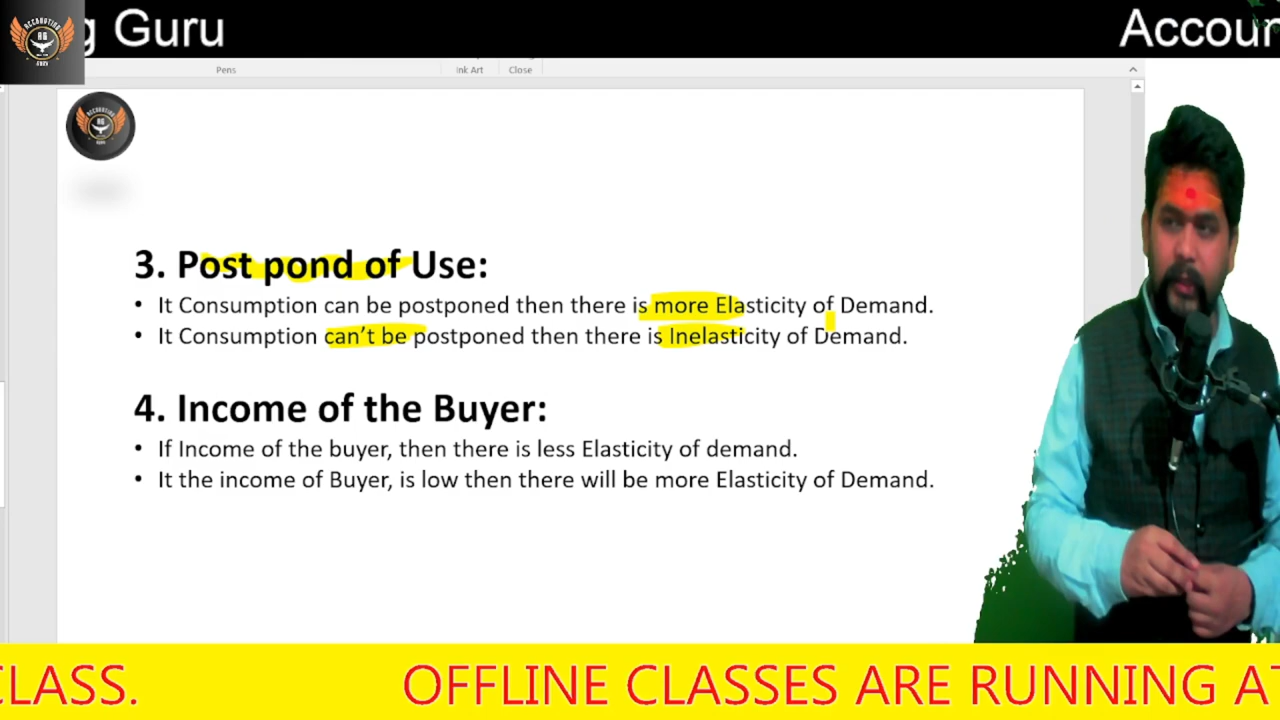 g Guru
Accour
Pens
Ink Art
Close
3. Post pond of Use:
• It Consumption can be postponed then there is more Elasticity of Demand.
• It Consumption can’t be postponed then there is Inelasticity of Demand.
4. Income of the Buyer:
• If Income of the buyer, then there is less Elasticity of demand.
• It the income of Buyer, is low then there will be more Elasticity of Demand.
CLASS.
OFFLINE CLASSES ARE RUNNING AT